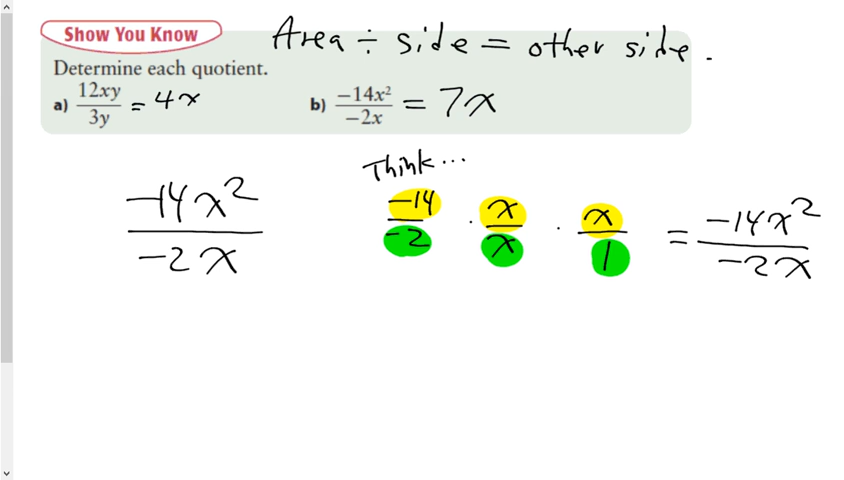 Show You Know
Area ÷ side = other side.
Determine each quotient.
a) 12xy/3y = 4x
b) −14x²/−2x = 7x
Think...
−14x²/−2x
−14/−2 · x/x · x/1 = −14x²/−2x